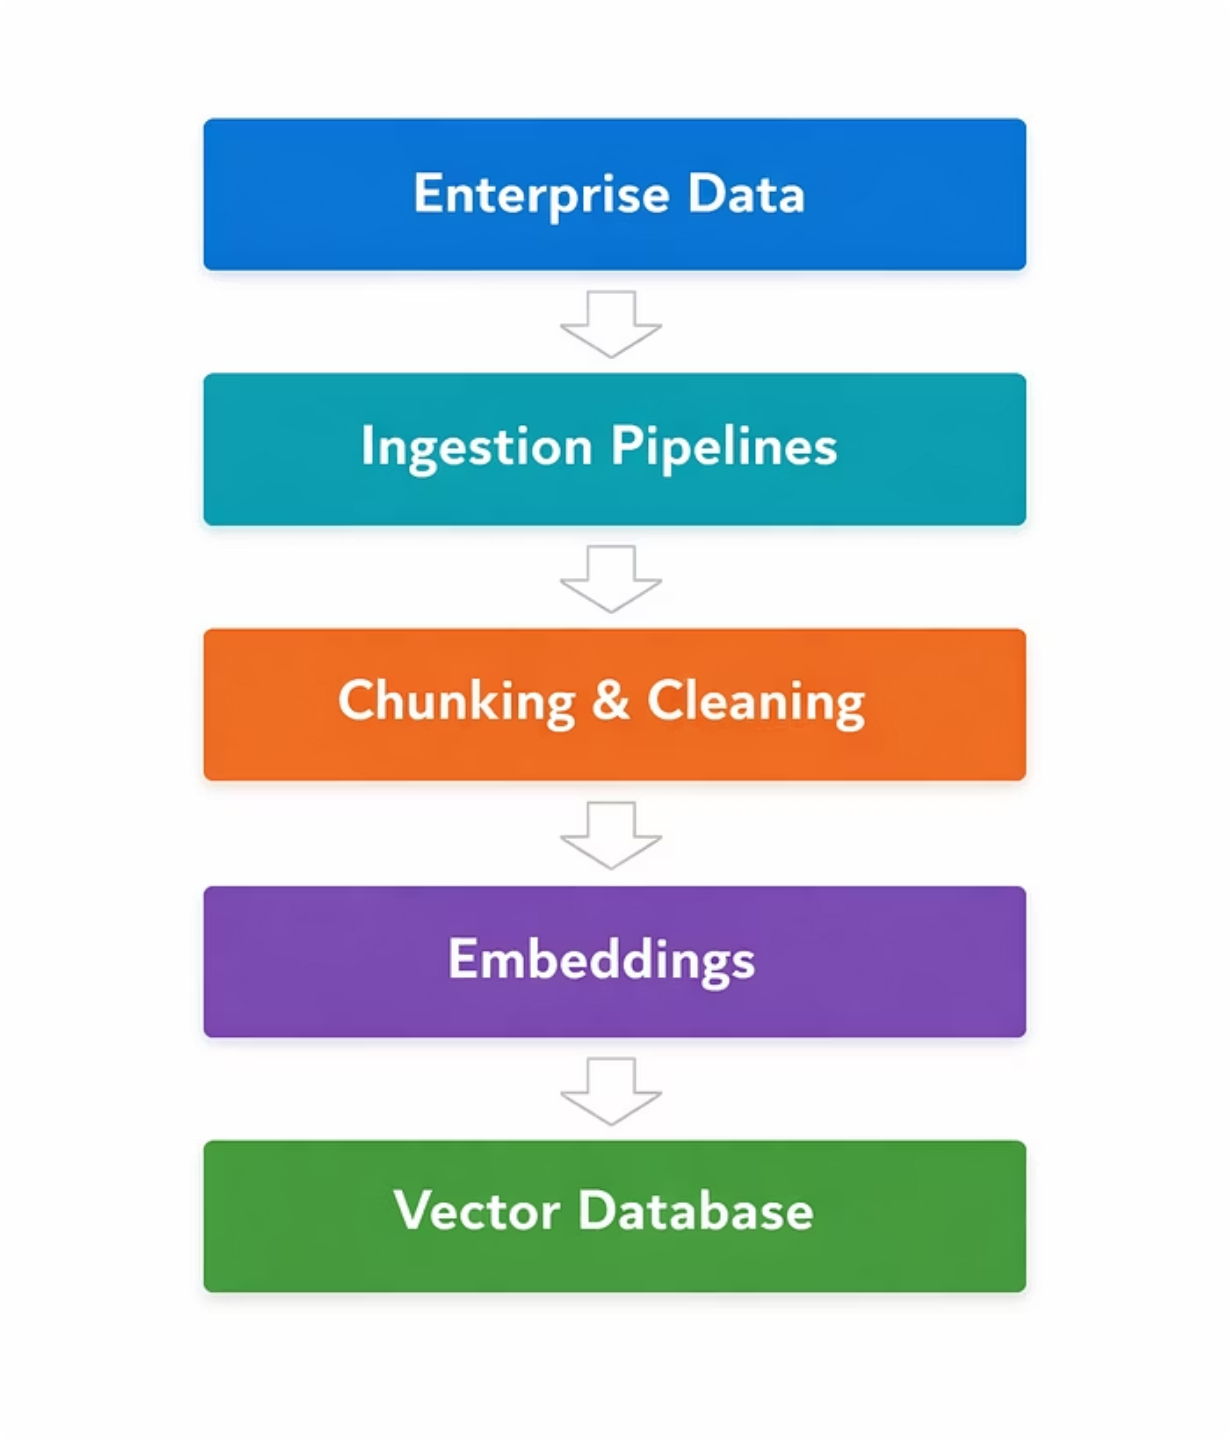 Enterprise Data
Ingestion Pipelines
Chunking & Cleaning
Embeddings
Vector Database